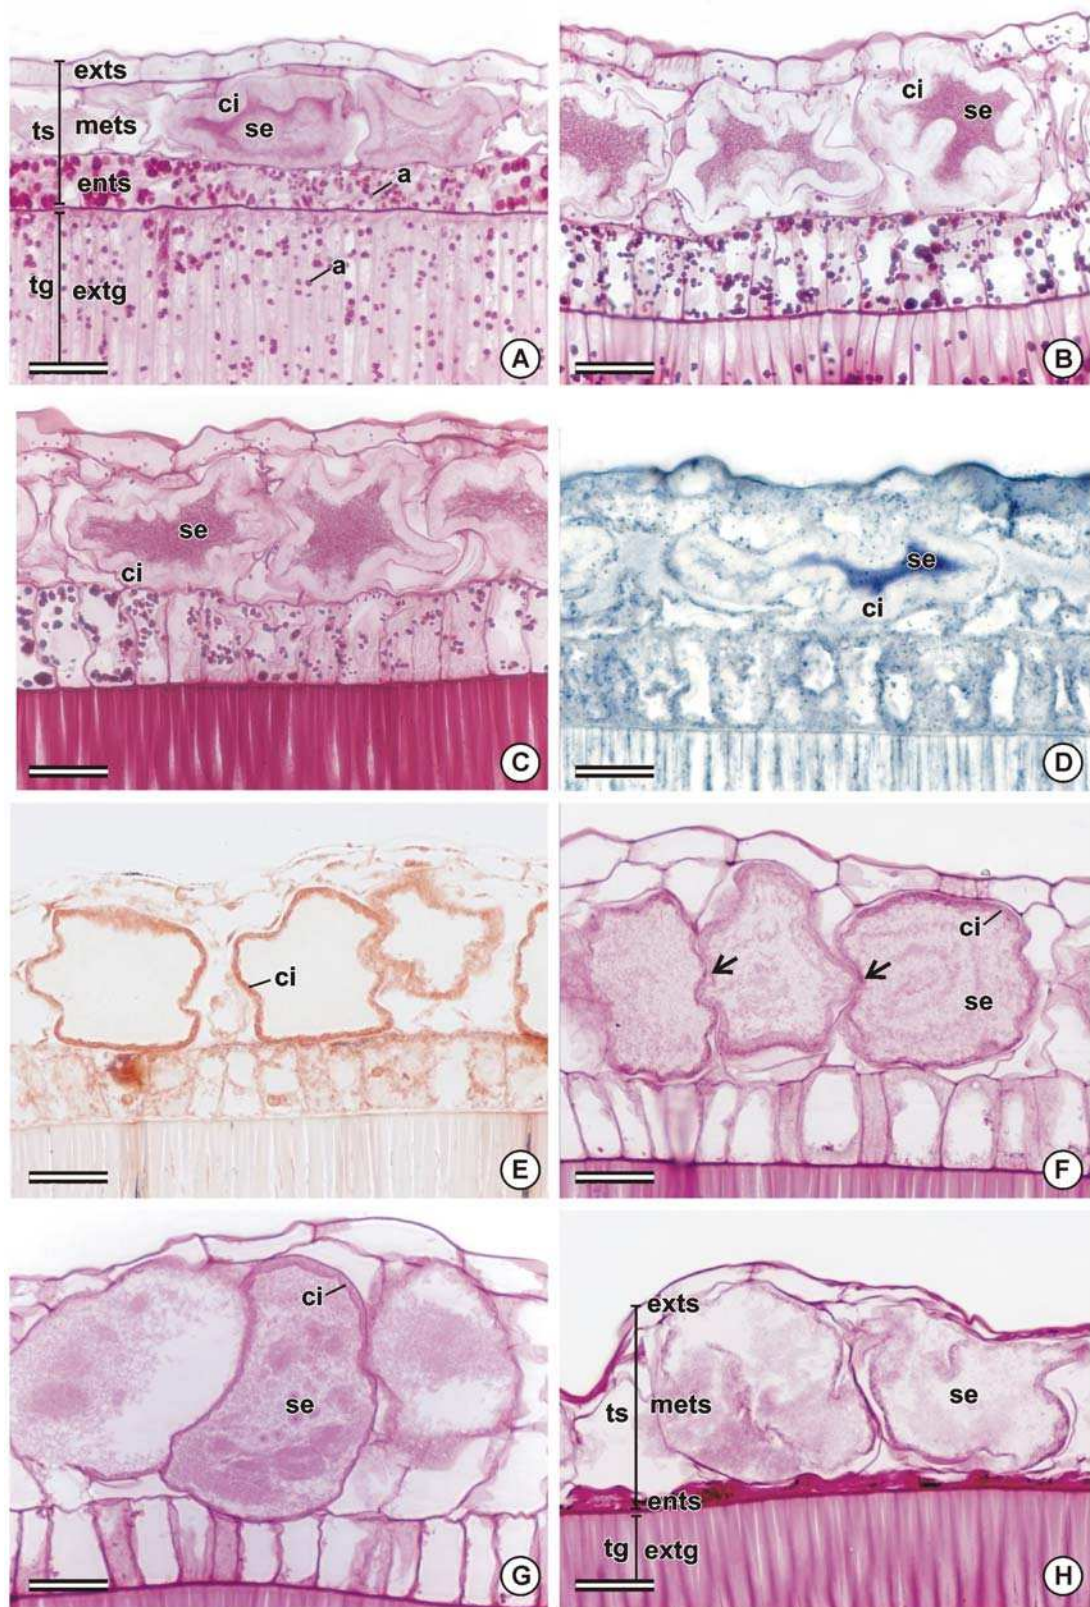 exts
ci
se
mets
ts
ents
a
a
tg
extg
A
ci
se
B
se
ci
C
se
ci
D
ci
E
ci
se
F
ci
se
G
exts
ts
mets
se
ents
tg
extg
H